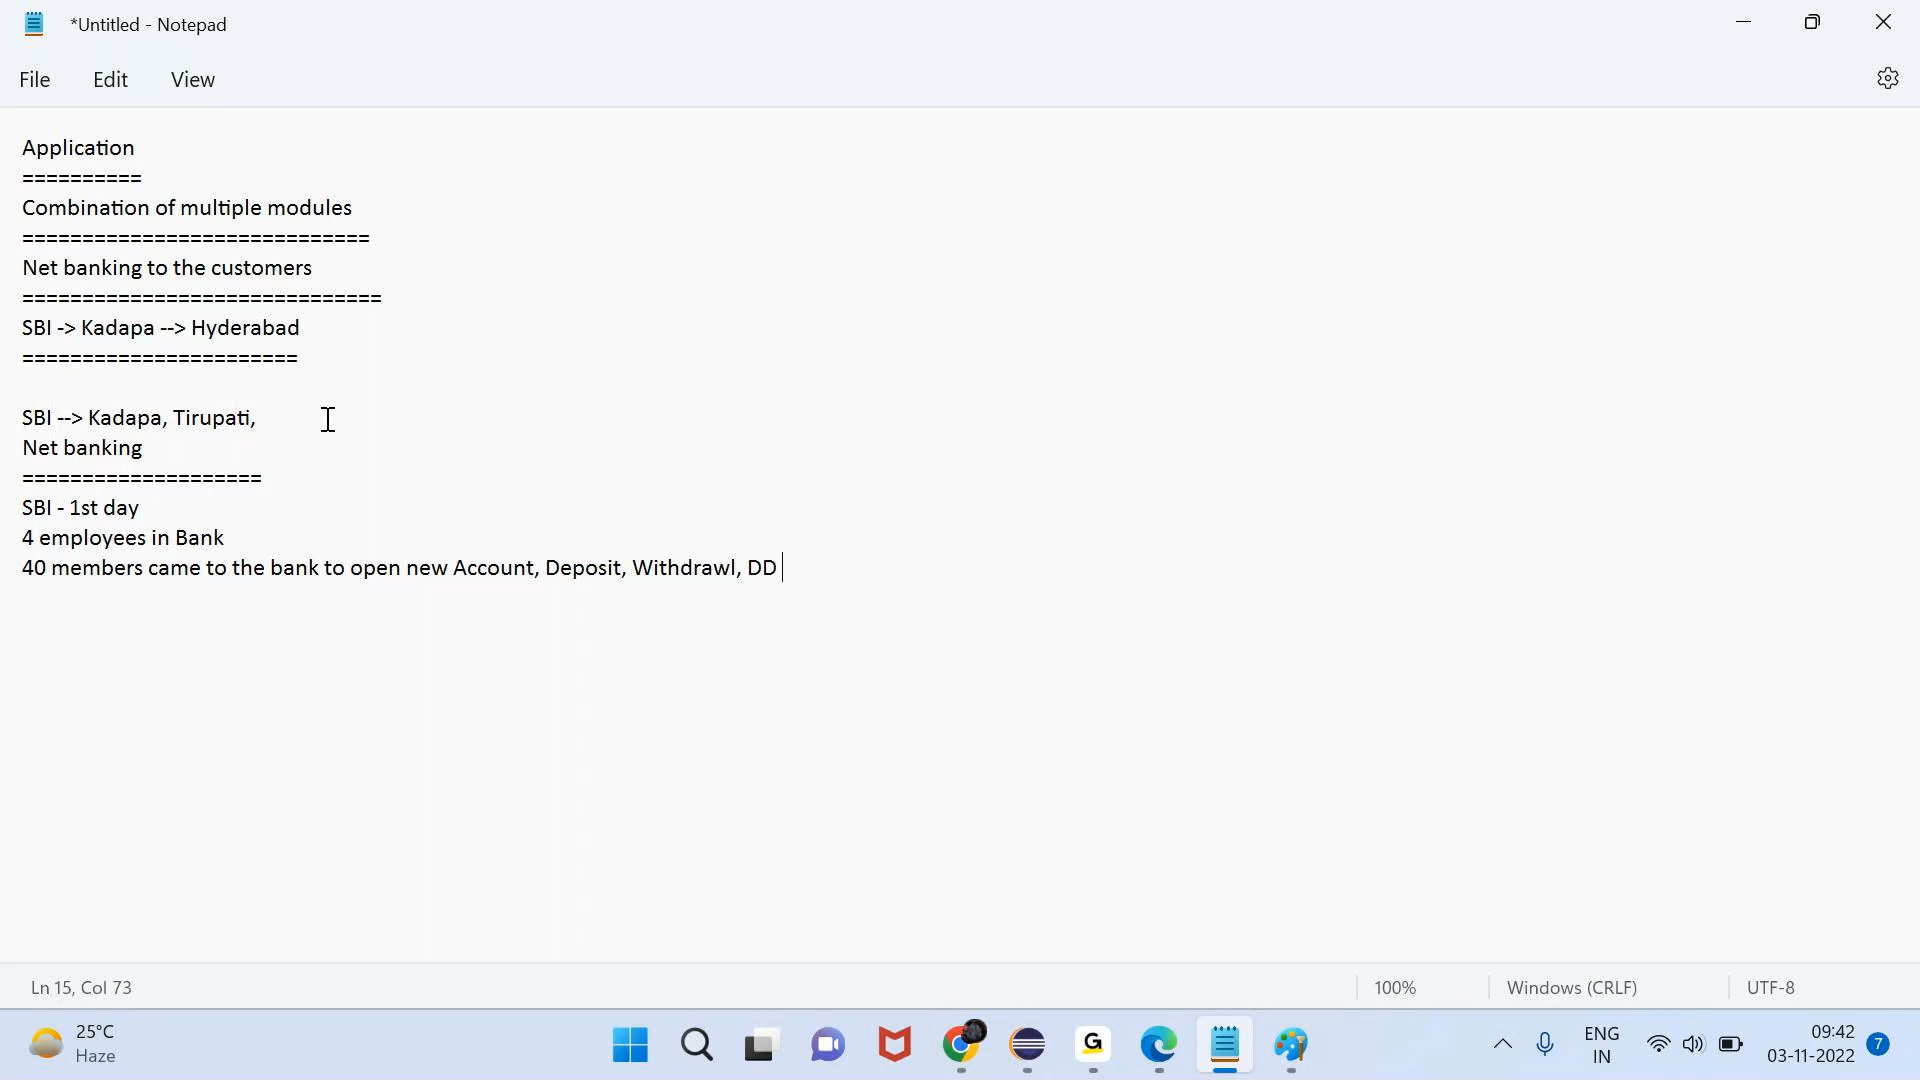 *Untitled - Notepad
File Edit View
Application
==========
Combination of multiple modules
=============================
Net banking to the customers
==============================
SBI -> Kadapa --> Hyderabad
=======================

SBI --> Kadapa, Tirupati,
Net banking
====================
SBI - 1st day
4 employees in Bank
40 members came to the bank to open new Account, Deposit, Withdrawl, DD
Ln 15, Col 73 100% Windows (CRLF) UTF-8
25°C
Haze
G
ENG
IN
09:42
03-11-2022
7